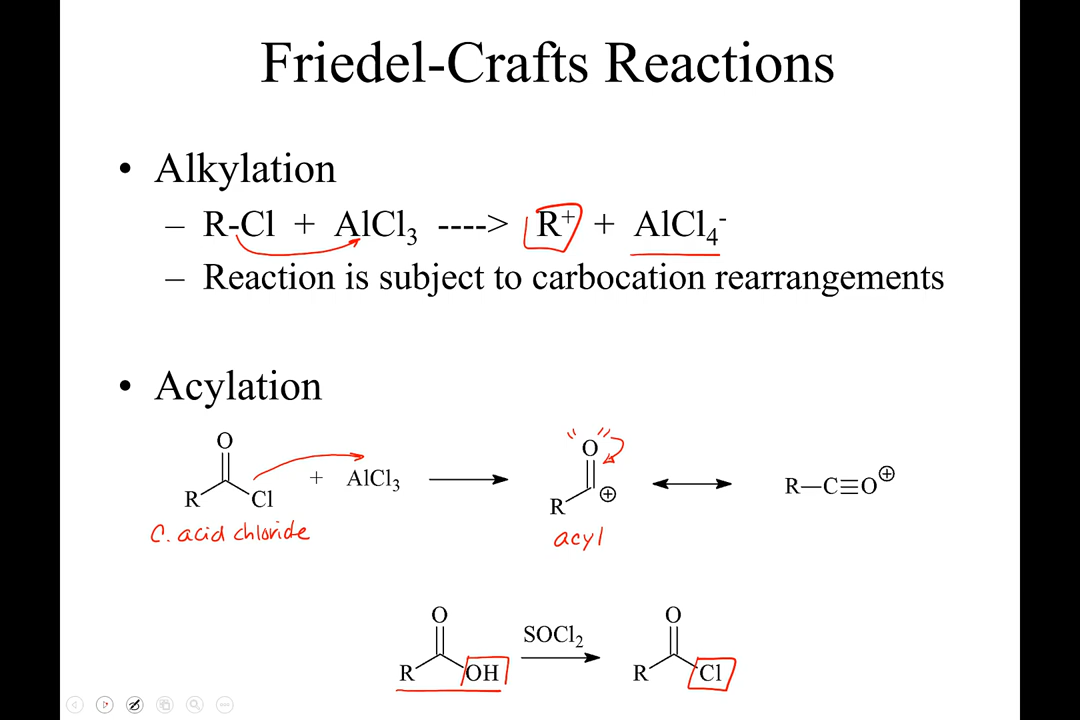 Friedel-Crafts Reactions
• Alkylation
– R-Cl + AlCl₃ ----> R⁺ + AlCl₄⁻
– Reaction is subject to carbocation rearrangements
• Acylation
O O
R Cl + AlCl₃ R ⊕ R—C≡O⊕
C. acid chloride acyl
O SOCl₂ O
R OH R Cl